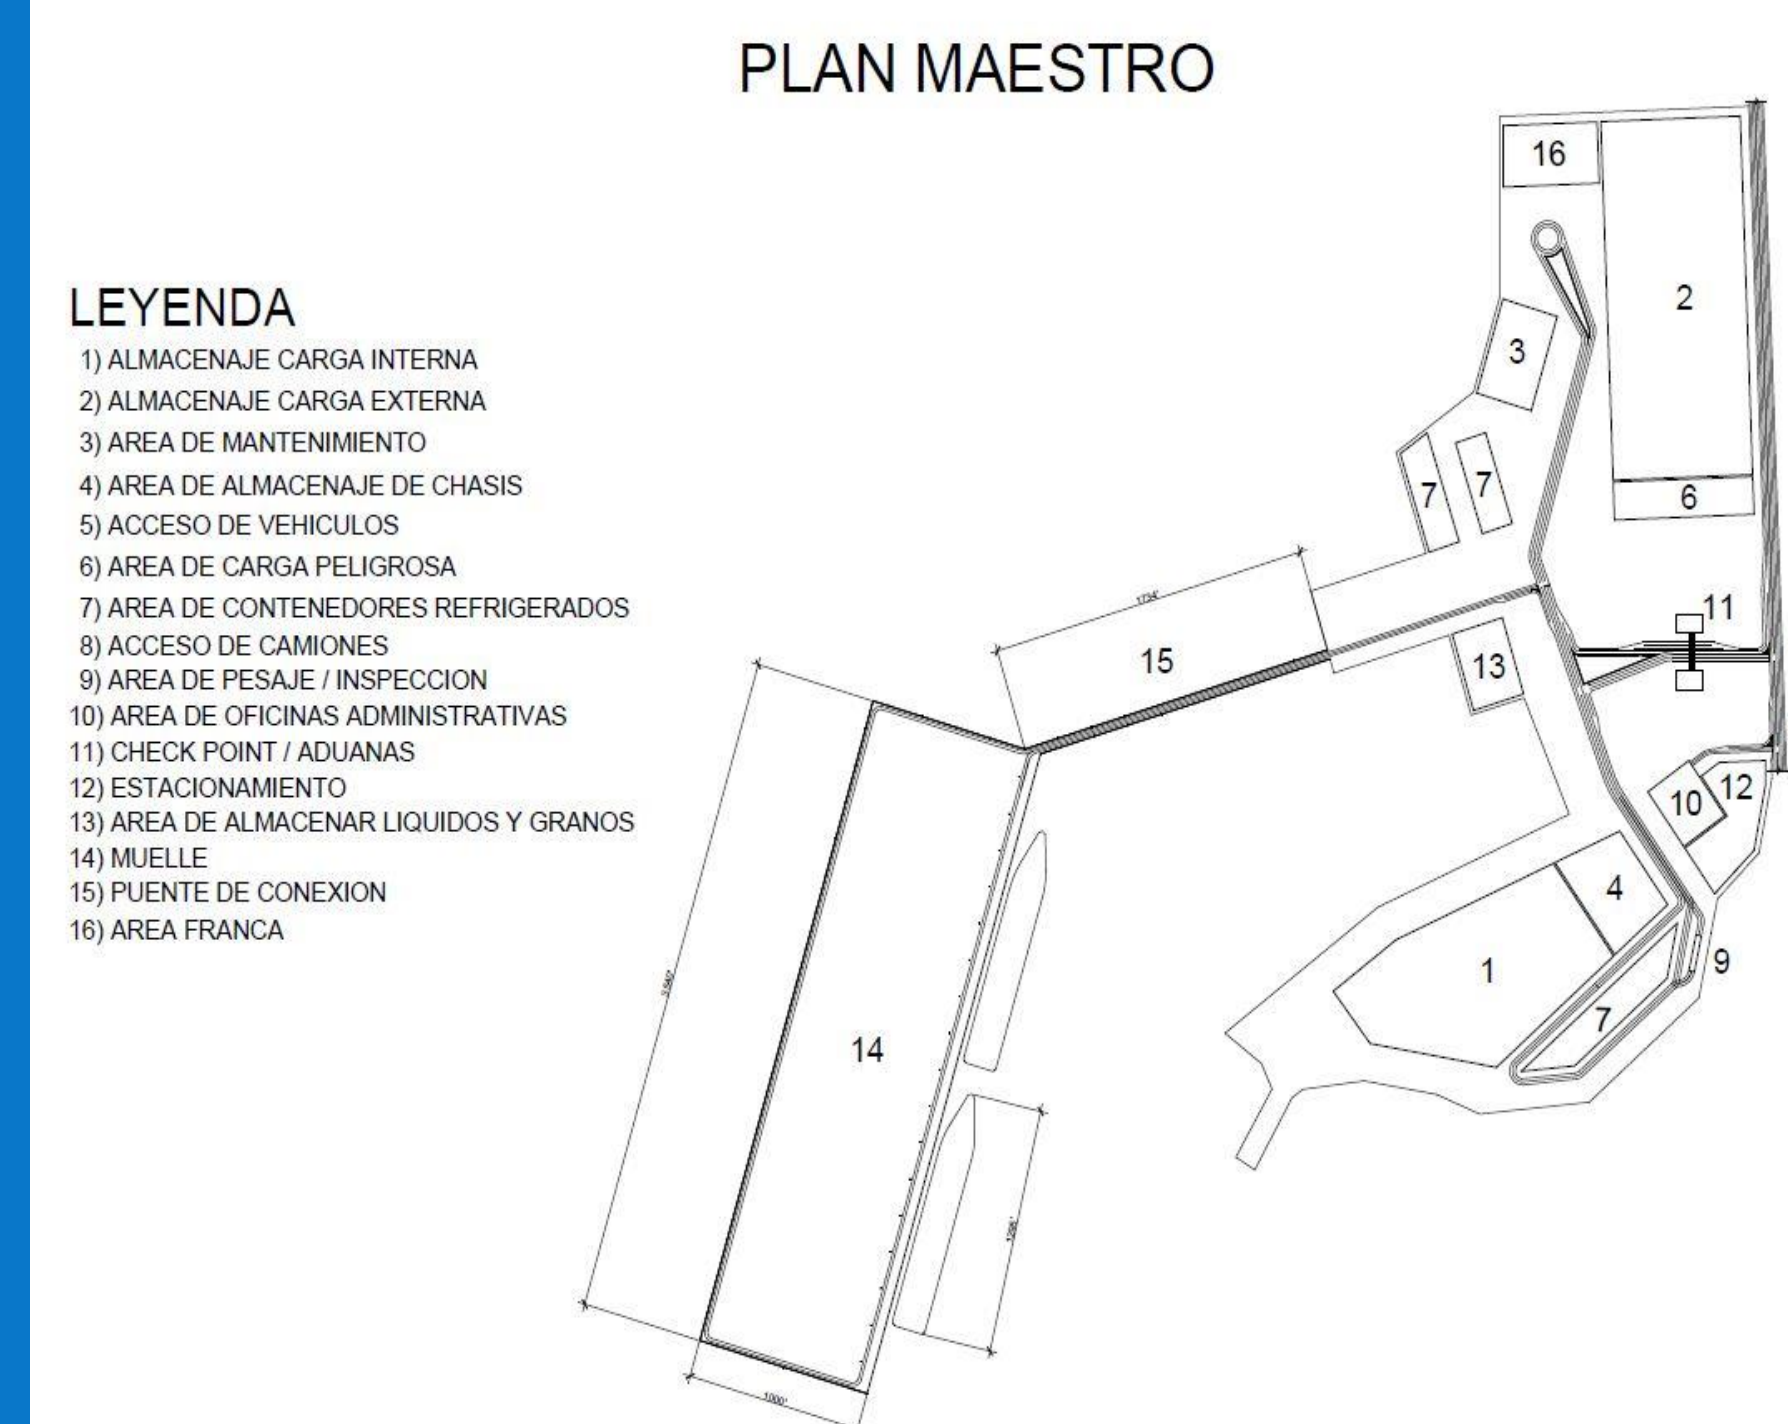 PLAN MAESTRO
LEYENDA
1) ALMACENAJE CARGA INTERNA
2) ALMACENAJE CARGA EXTERNA
3) AREA DE MANTENIMIENTO
4) AREA DE ALMACENAJE DE CHASIS
5) ACCESO DE VEHICULOS
6) AREA DE CARGA PELIGROSA
7) AREA DE CONTENEDORES REFRIGERADOS
8) ACCESO DE CAMIONES
9) AREA DE PESAJE / INSPECCION
10) AREA DE OFICINAS ADMINISTRATIVAS
11) CHECK POINT / ADUANAS
12) ESTACIONAMIENTO
13) AREA DE ALMACENAR LIQUIDOS Y GRANOS
14) MUELLE
15) PUENTE DE CONEXION
16) AREA FRANCA
16
2
3
7
7
6
1734'
11
15
13
12
10
4
1
9
7
14
1000'